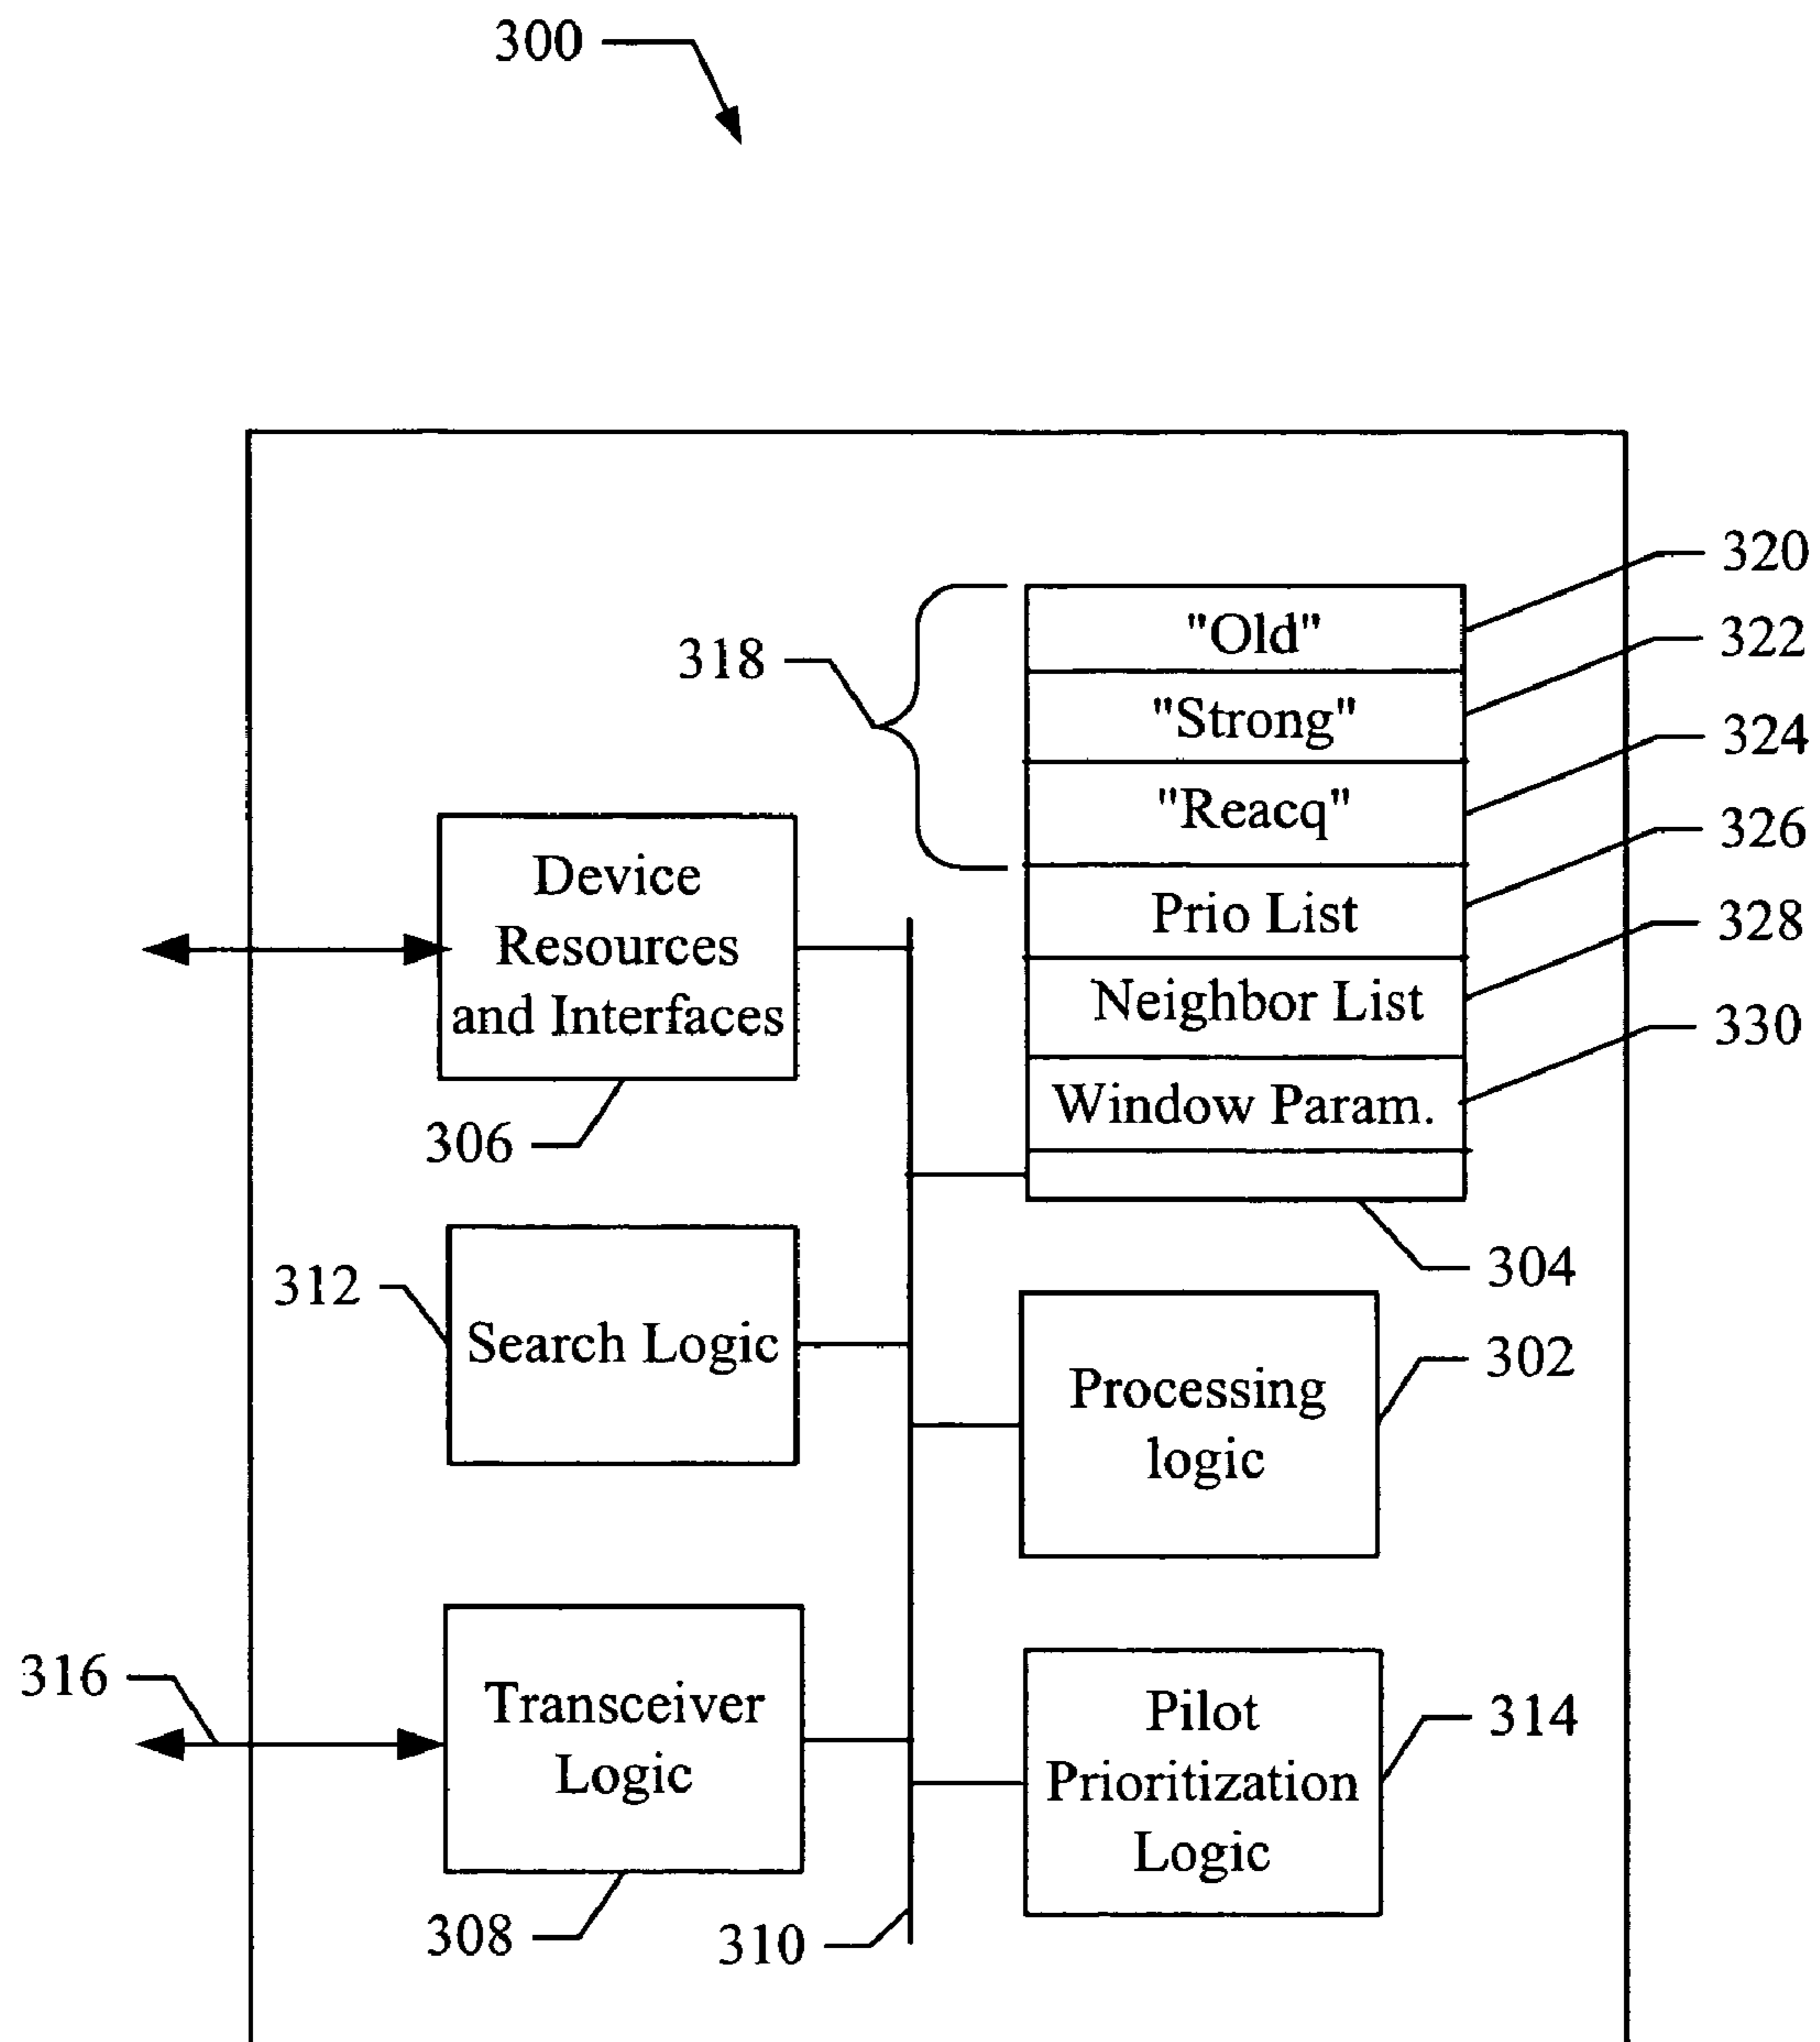 300
320
"Old"
322
318
"Strong"
324
"Reacq"
326
Device
Resources
and Interfaces
Prio List
328
Neighbor List
330
Window Param.
306
304
312
Search Logic
302
Processing
logic
316
Transceiver
Logic
Pilot
Prioritization
Logic
314
308
310